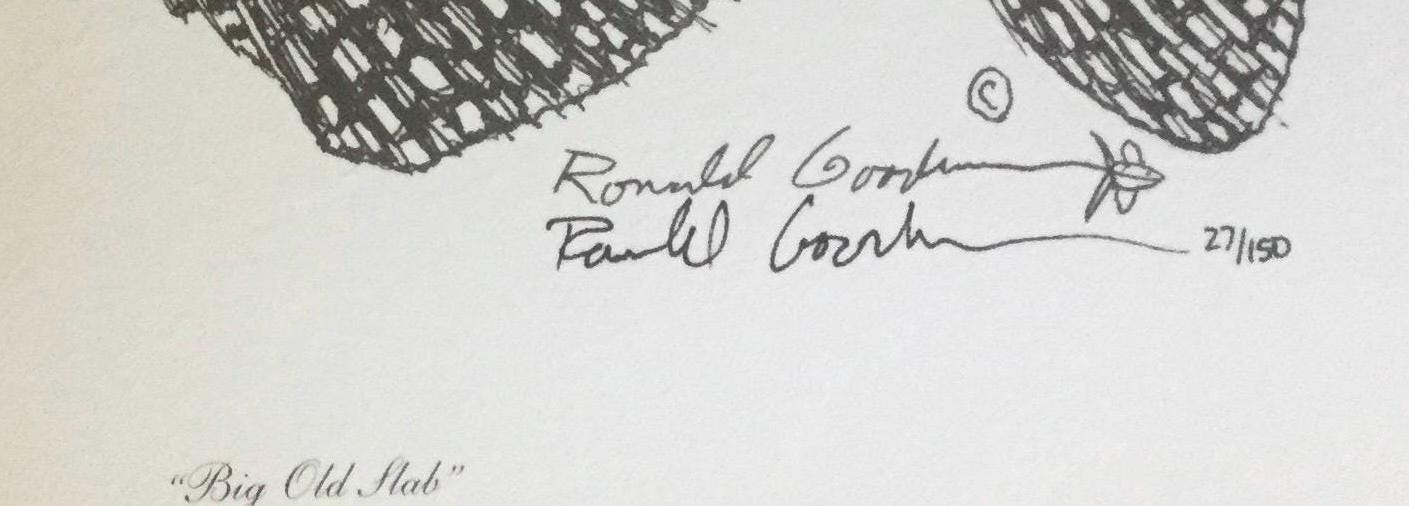 ©
Ronald Goodman
Ronald Goodman 27/150
“Big Old Slab”